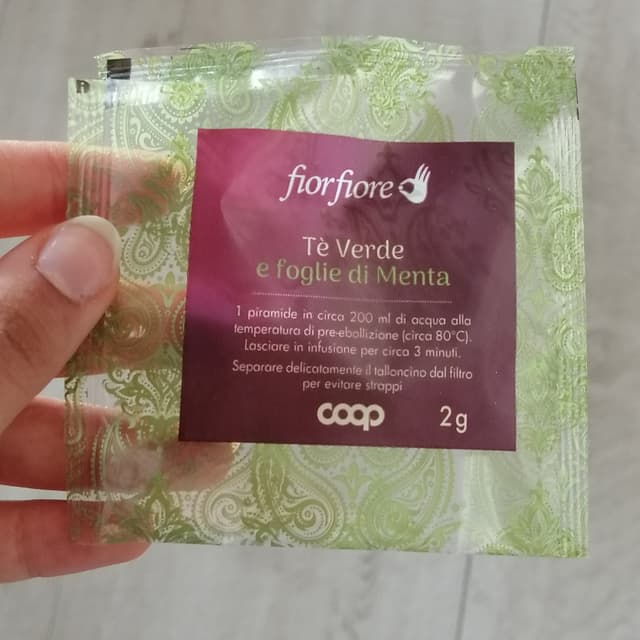 fiorfiore
Tè Verde
e foglie di Menta
1 piramide in circa 200 ml di acqua alla
temperatura di pre-ebollizione (circa 80°C).
Lasciare in infusione per circa 3 minuti.
Separare delicatamente il talloncino dal filtro
per evitare strappi
coop
2g